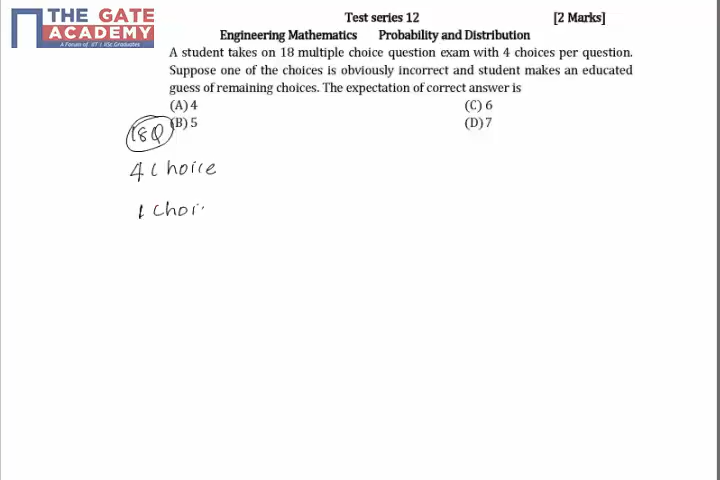 THE GATE
ACADEMY
A Forum of IIT / IISc Graduates
Test series 12 [2 Marks]
Engineering Mathematics Probability and Distribution
A student takes on 18 multiple choice question exam with 4 choices per question.
Suppose one of the choices is obviously incorrect and student makes an educated
guess of remaining choices. The expectation of correct answer is
(A) 4 (C) 6
(B) 5 (D) 7
18Q
4 Choice
1 Choi